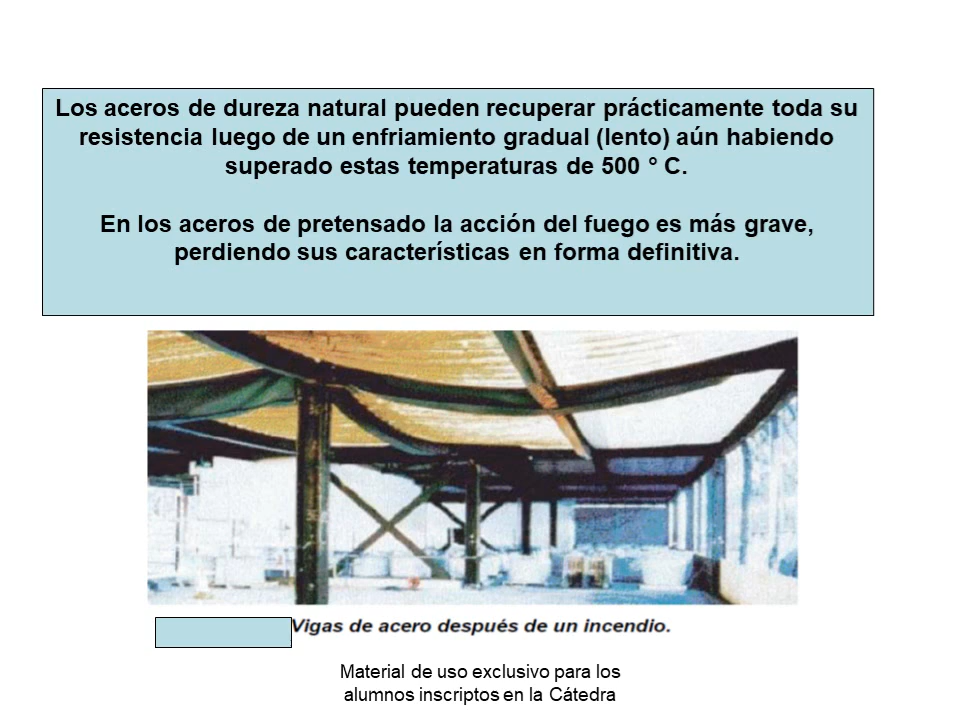 Los aceros de dureza natural pueden recuperar prácticamente toda su
resistencia luego de un enfriamiento gradual (lento) aún habiendo
superado estas temperaturas de 500 ° C.
En los aceros de pretensado la acción del fuego es más grave,
perdiendo sus características en forma definitiva.
Vigas de acero después de un incendio.
Material de uso exclusivo para los
alumnos inscriptos en la Cátedra